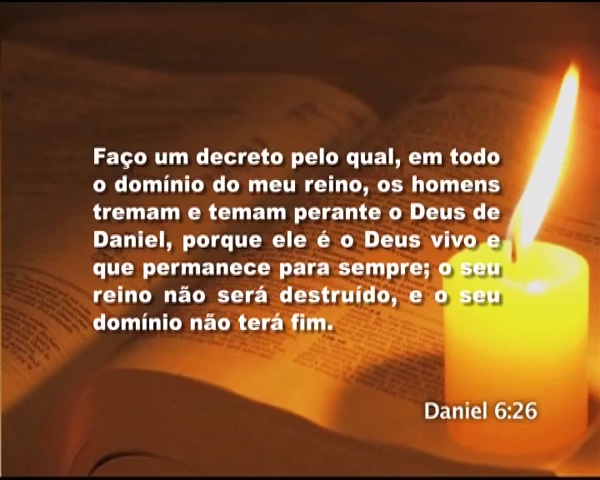 Faço um decreto pelo qual, em todo
o domínio do meu reino, os homens
tremam e temam perante o Deus de
Daniel, porque ele é o Deus vivo e
que permanece para sempre; o seu
reino não será destruído, e o seu
domínio não terá fim.
Daniel 6:26